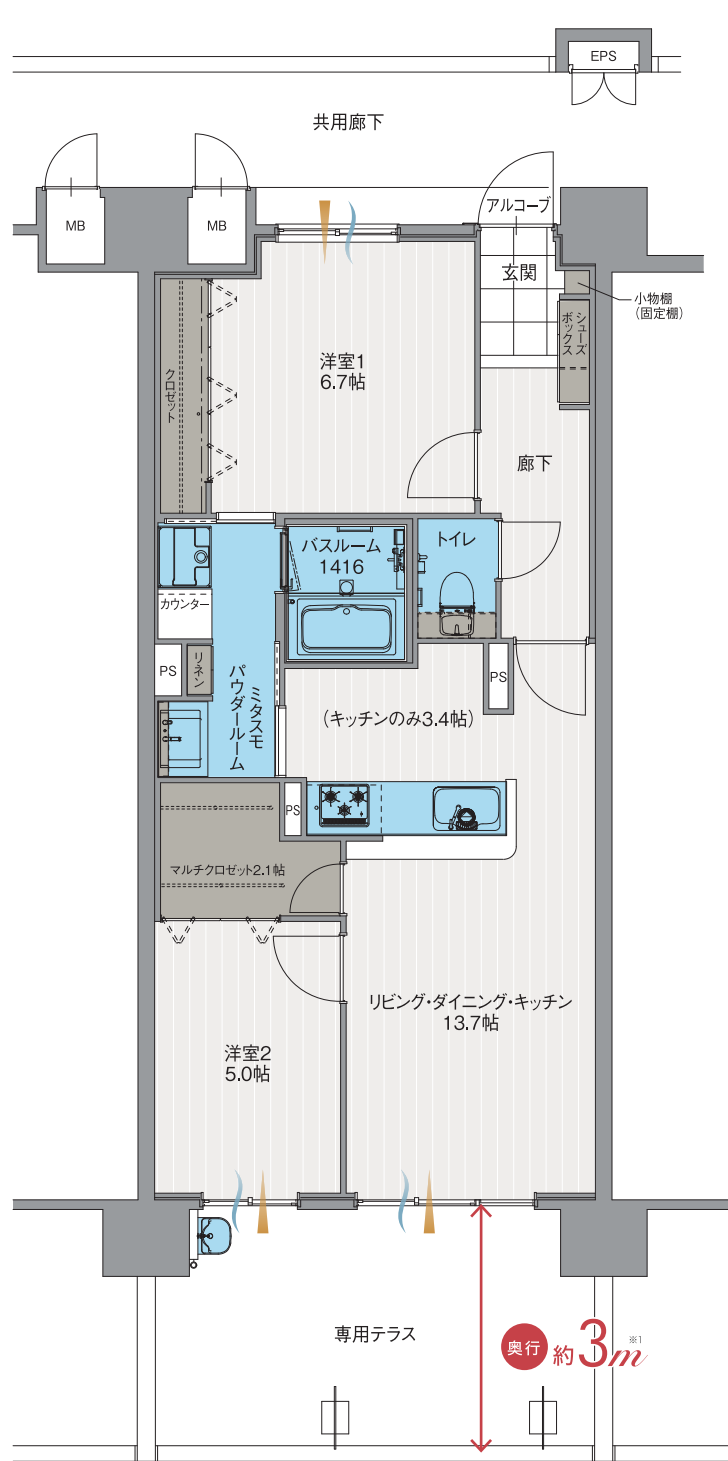 EPS
共用廊下
MB
MB
アルコーブ
玄関
小物棚
(固定棚)
シューズ
ボックス
洋室1
6.7帖
クロゼット
廊下
トイレ
バスルーム
1416
カウンター
PS
リネン
ミタスモ
パウダールーム
PS
(キッチンのみ3.4帖)
PS
マルチクロゼット2.1帖
リビング・ダイニング・キッチン
13.7帖
洋室2
5.0帖
専用テラス
奥行 約3m※1